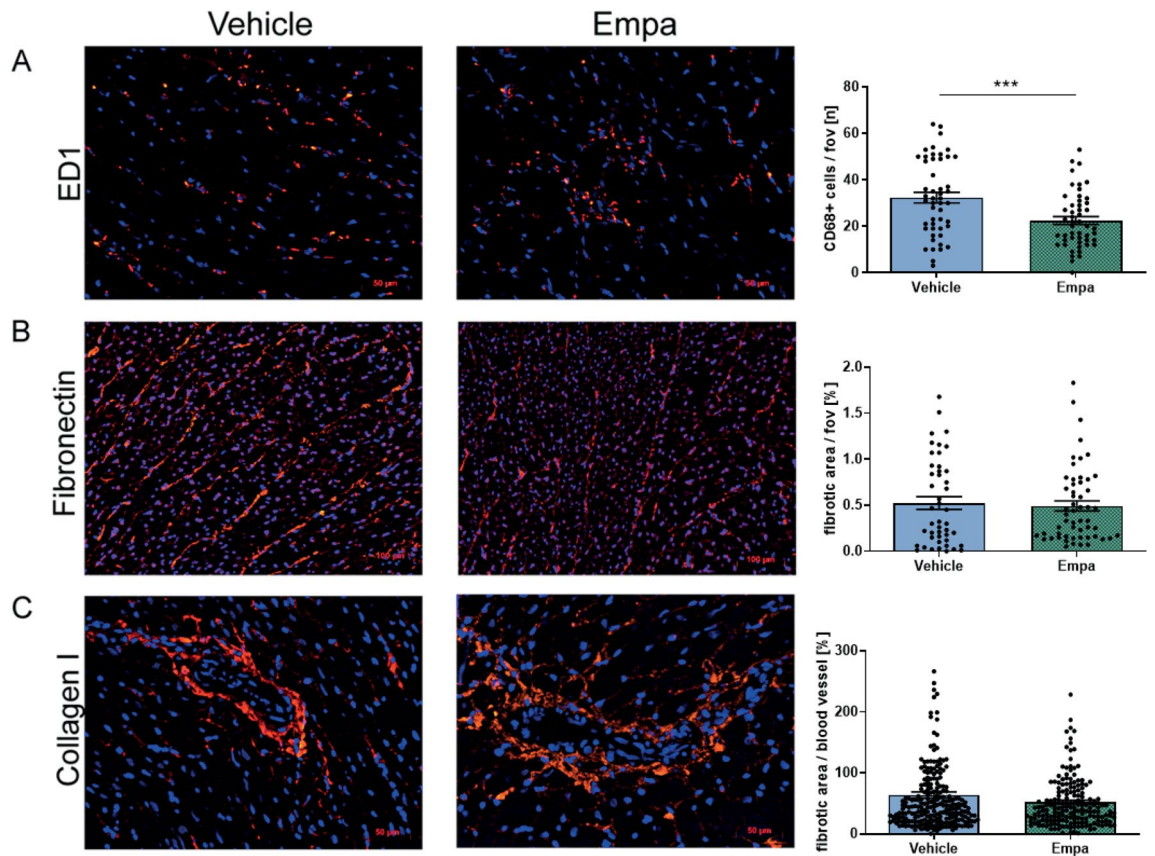 Vehicle Empa
A
ED1
50 µm
50 µm
CD68+ cells / fov [n]
80
60
40
20
0
***
Vehicle Empa
B
Fibronectin
100 µm
100 µm
fibrotic area / fov [%]
2.0
1.5
1.0
0.5
0.0
Vehicle Empa
C
Collagen I
50 µm
50 µm
fibrotic area / blood vessel [%]
300
200
100
0
Vehicle Empa